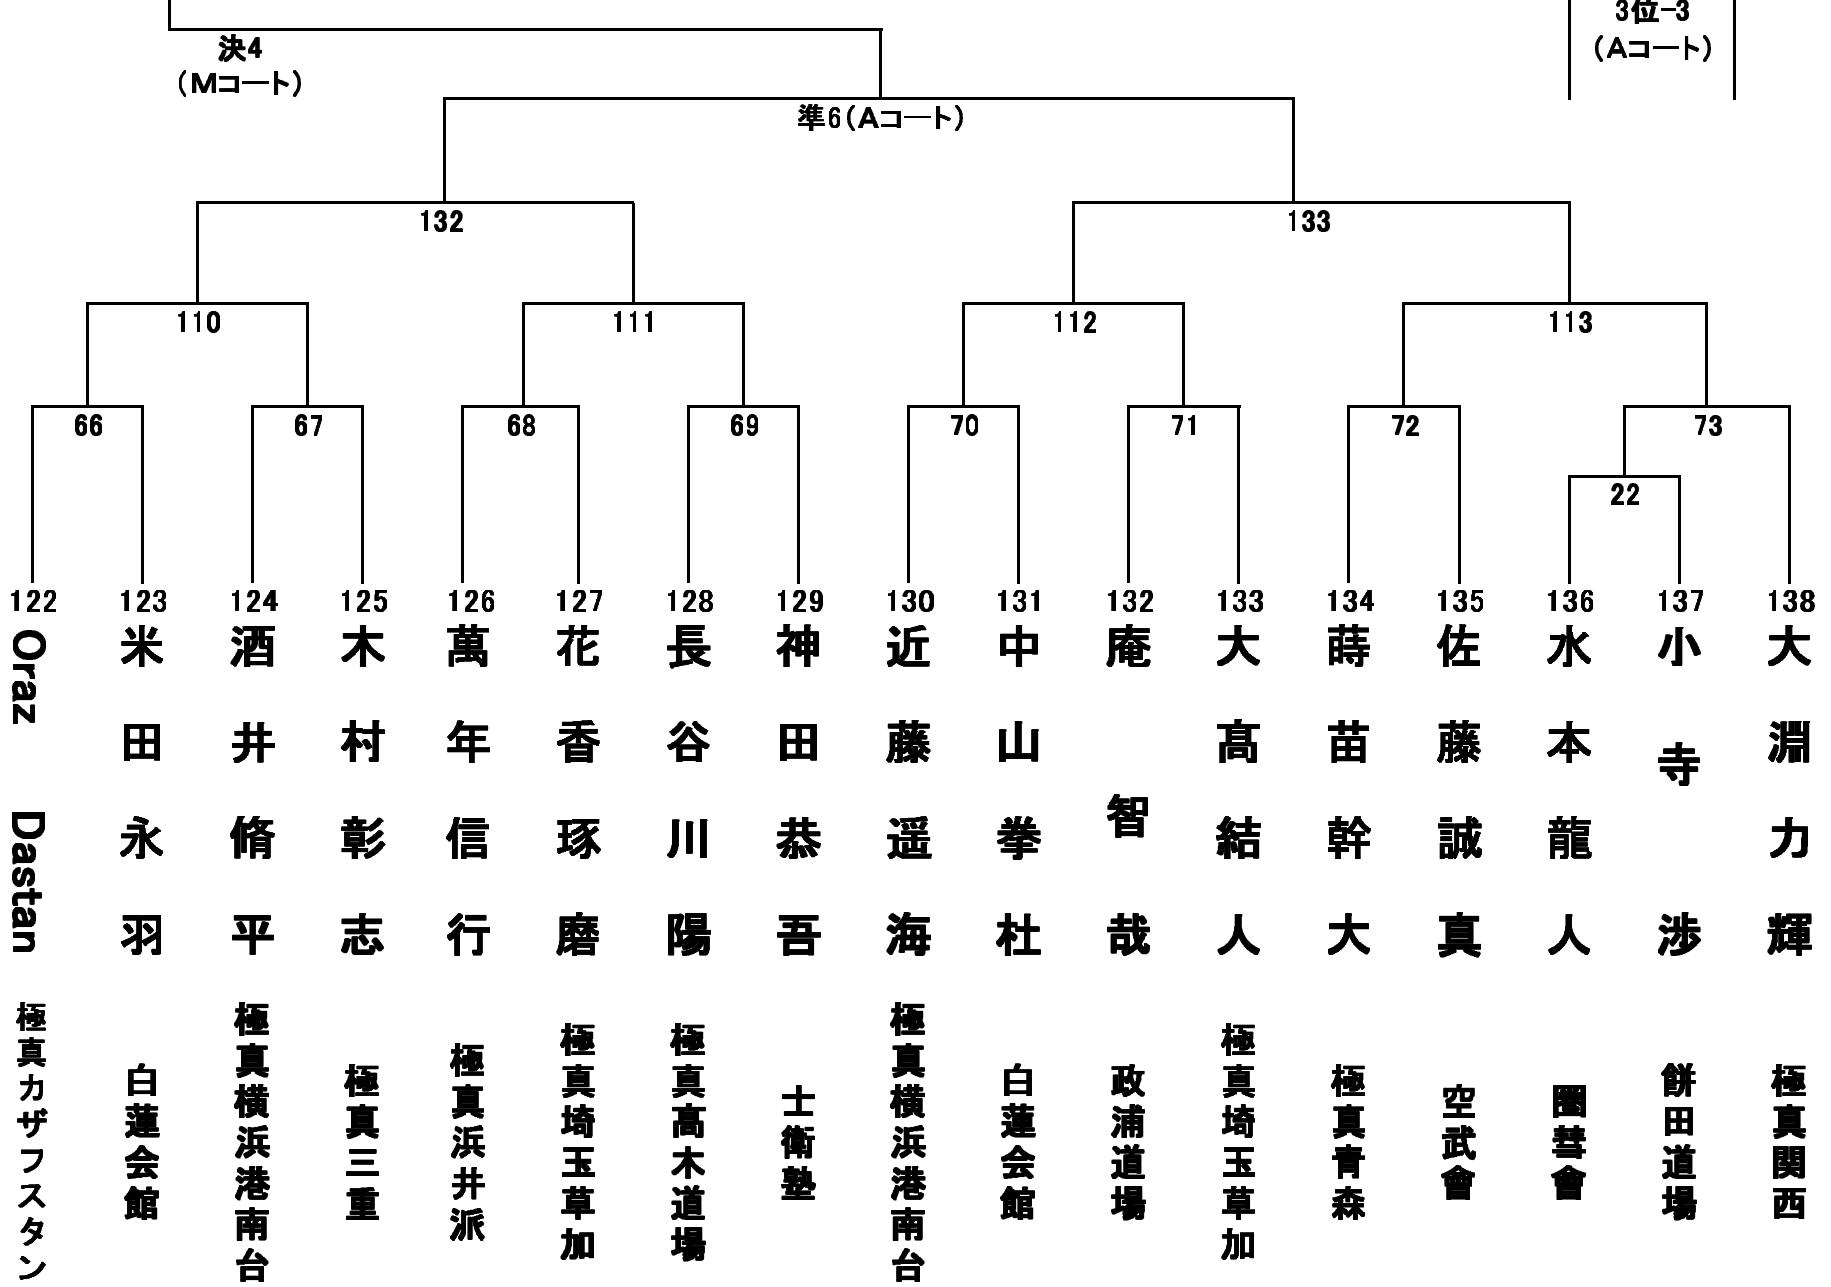 3位-3
(Aコート)
決4
(Mコート)
準6(Aコート)
132
133
110
111
112
113
66
67
68
69
70
71
72
73
22
122
123
124
125
126
127
128
129
130
131
132
133
134
135
136
137
138
Oraz Dastan
米田永羽
酒井脩平
木村彰志
萬年信行
花香琢磨
長谷川陽
神田恭吾
近藤遥海
中山拳杜
庵智哉
大髙結人
蒔苗幹大
佐藤誠真
水本龍人
小寺渉
大淵力輝
極真カザフスタン
白蓮会館
極真横浜港南台
極真三重
極真浜井派
極真埼玉草加
極真高木道場
士衛塾
極真横浜港南台
白蓮会館
政浦道場
極真埼玉草加
極真青森
空武會
圏彗會
餅田道場
極真関西